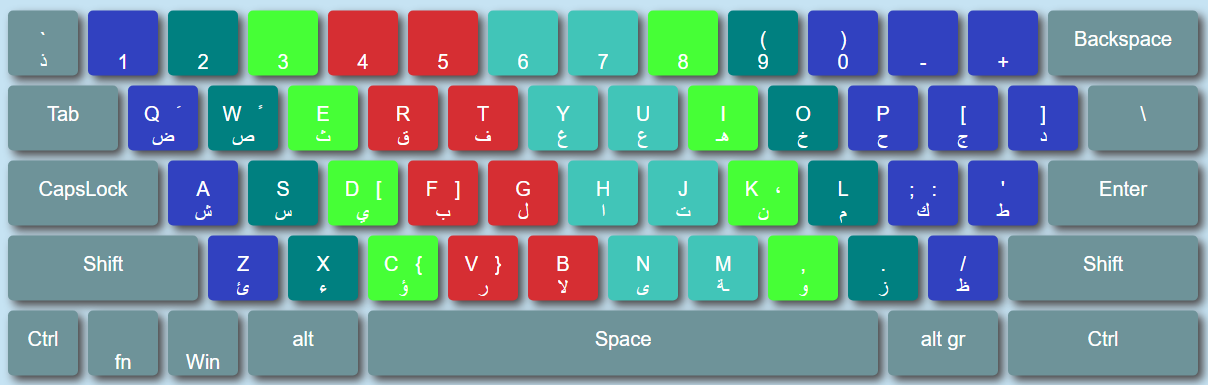 ` 1 2 3 4 5 6 7 8 ( 9 ) 0 - + Backspace
ذ
Tab Q َ W ً E R T Y U I O P [ ] \
ض ص ث ق ف غ ع هـ خ ح ج د
CapsLock A S D [ F ] G H J K ، L ; : ' Enter
ش س ي ب ل ا ت ن م ك ط
Shift Z X C { V } B N M , . / Shift
ئ ء ؤ ر لا ى ـة و ز ظ
Ctrl fn Win alt Space alt gr Ctrl